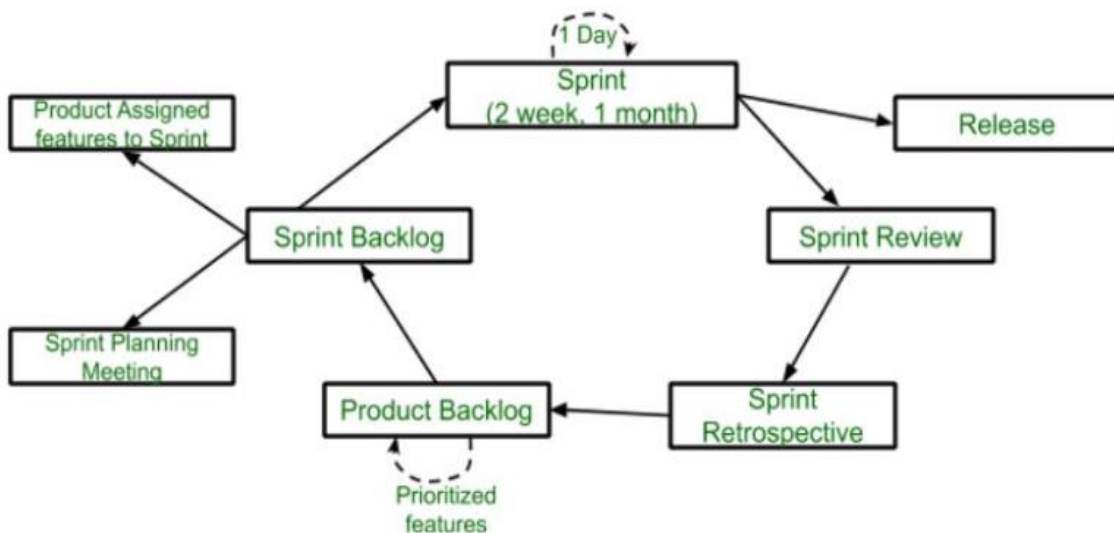 1 Day
Sprint
(2 week, 1 month)
Product Assigned
features to Sprint
Release
Sprint Backlog
Sprint Review
Sprint Planning
Meeting
Product Backlog
Sprint
Retrospective
Prioritized
features